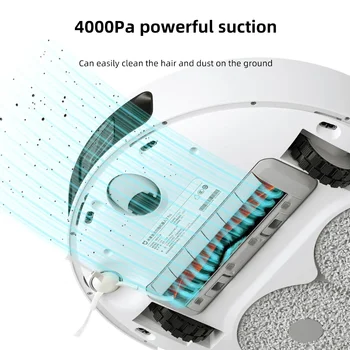 4000Pa powerful suction
Can easily clean the hair and dust on the ground